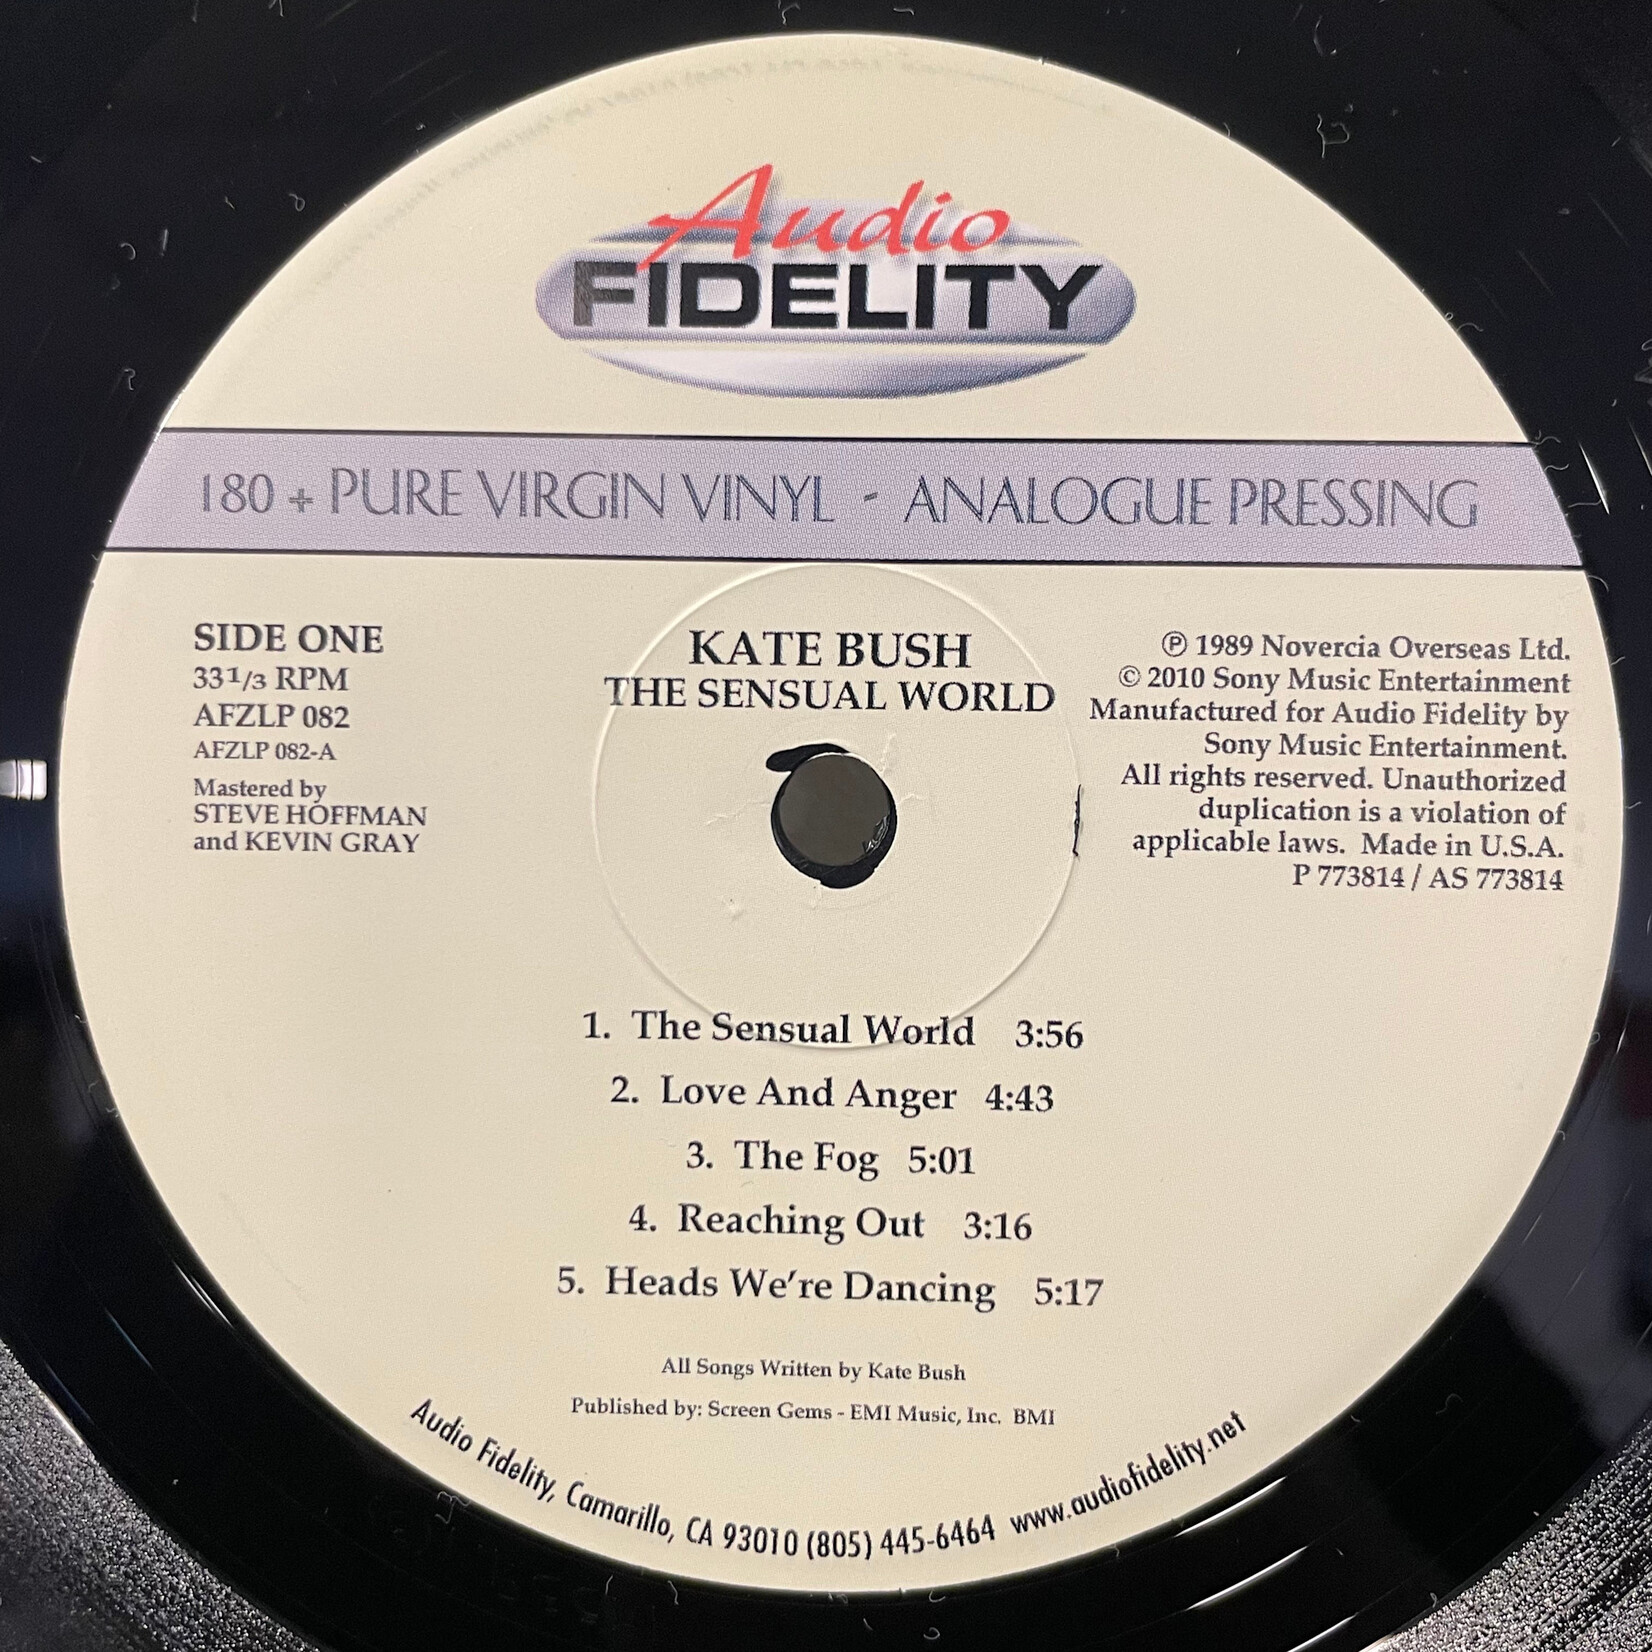 Audio
FIDELITY
180 + PURE VIRGIN VINYL - ANALOGUE PRESSING
SIDE ONE
33 1/3 RPM
AFZLP 082
AFZLP 082-A
Mastered by
STEVE HOFFMAN
and KEVIN GRAY
KATE BUSH
THE SENSUAL WORLD
℗ 1989 Novercia Overseas Ltd.
© 2010 Sony Music Entertainment
Manufactured for Audio Fidelity by
Sony Music Entertainment.
All rights reserved. Unauthorized
duplication is a violation of
applicable laws. Made in U.S.A.
P 773814 / AS 773814
1. The Sensual World 3:56
2. Love And Anger 4:43
3. The Fog 5:01
4. Reaching Out 3:16
5. Heads We're Dancing 5:17
All Songs Written by Kate Bush
Published by: Screen Gems - EMI Music, Inc. BMI
Audio Fidelity, Camarillo, CA 93010 (805) 445-6464 www.audiofidelity.net